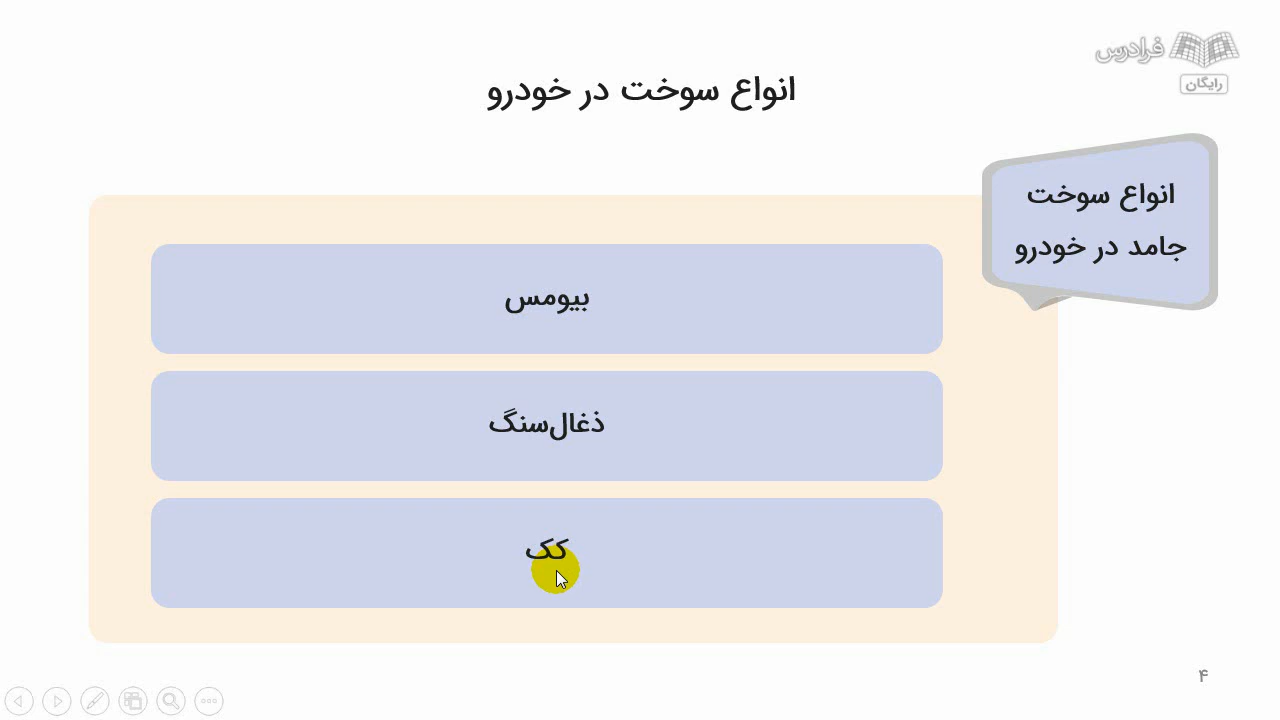 فرادرس
رایگان
انواع سوخت در خودرو
انواع سوخت
جامد در خودرو
بیومس
ذغال‌سنگ
کک
۴